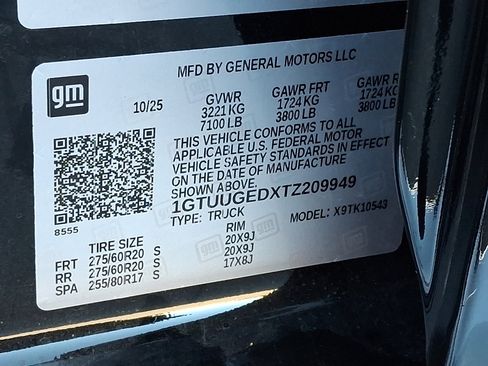 MFD BY GENERAL MOTORS LLC
gm
10/25
GVWR GAWR FRT GAWR RR
3221KG 1724 KG 1724 KG
7100 LB 3800 LB 3800 LB
THIS VEHICLE CONFORMS TO ALL
APPLICABLE U.S. FEDERAL MOTOR
VEHICLE SAFETY STANDARDS IN EFFECT
ON THE DATE OF MANUFACTURE
SHOWN ABOVE.
1GTUUGEDXTZ209949
TYPE: TRUCK MODEL: X9TK10543
8555
TIRE SIZE RIM
FRT 275/60R20 S 20X9J
RR 275/60R20 S 20X9J
SPA 255/80R17 S 17X8J